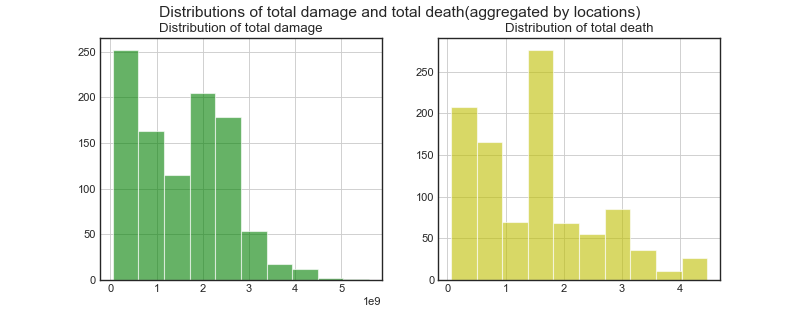 Distributions of total damage and total death(aggregated by locations)
Distribution of total damage
250
200
150
100
50
0
0 1 2 3 4 5
1e9
Distribution of total death
250
200
150
100
50
0
0 1 2 3 4